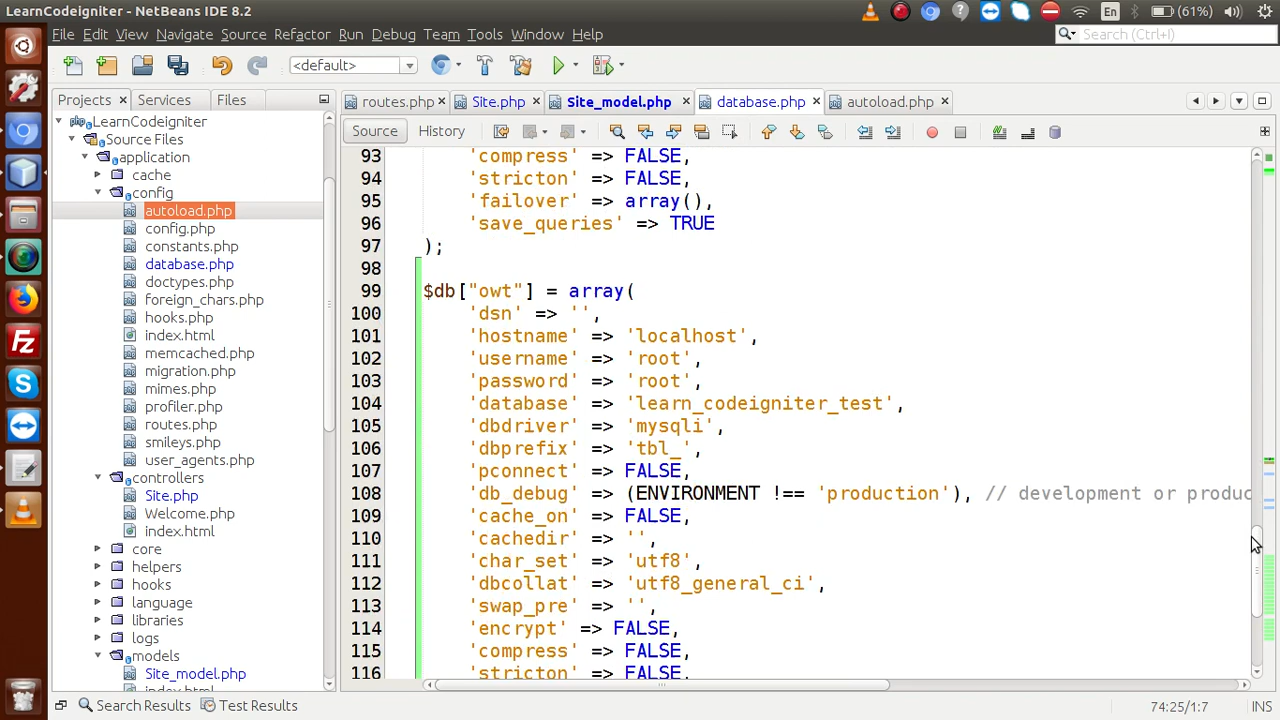 LearnCodeigniter - NetBeans IDE 8.2
En
(61%)
File Edit View Navigate Source Refactor Run Debug Team Tools Window Help
Search (Ctrl+I)
<default>
Projects
Services
Files
routes.php
Site.php
Site_model.php
database.php
autoload.php
Source
History
LearnCodeigniter
Source Files
application
cache
config
autoload.php
config.php
constants.php
database.php
doctypes.php
foreign_chars.php
hooks.php
index.html
memcached.php
migration.php
mimes.php
profiler.php
routes.php
smileys.php
user_agents.php
controllers
Site.php
Welcome.php
index.html
core
helpers
hooks
language
libraries
logs
models
Site_model.php
index.html
93 'compress' => FALSE,
94 'stricton' => FALSE,
95 'failover' => array(),
96 'save_queries' => TRUE
97 );
98
99 $db["owt"] = array(
100 'dsn' => '',
101 'hostname' => 'localhost',
102 'username' => 'root',
103 'password' => 'root',
104 'database' => 'learn_codeigniter_test',
105 'dbdriver' => 'mysqli',
106 'dbprefix' => 'tbl_',
107 'pconnect' => FALSE,
108 'db_debug' => (ENVIRONMENT !== 'production'), // development or produc
109 'cache_on' => FALSE,
110 'cachedir' => '',
111 'char_set' => 'utf8',
112 'dbcollat' => 'utf8_general_ci',
113 'swap_pre' => '',
114 'encrypt' => FALSE,
115 'compress' => FALSE,
116 'stricton' => FALSE,
Search Results
Test Results
74:25/1:7
INS